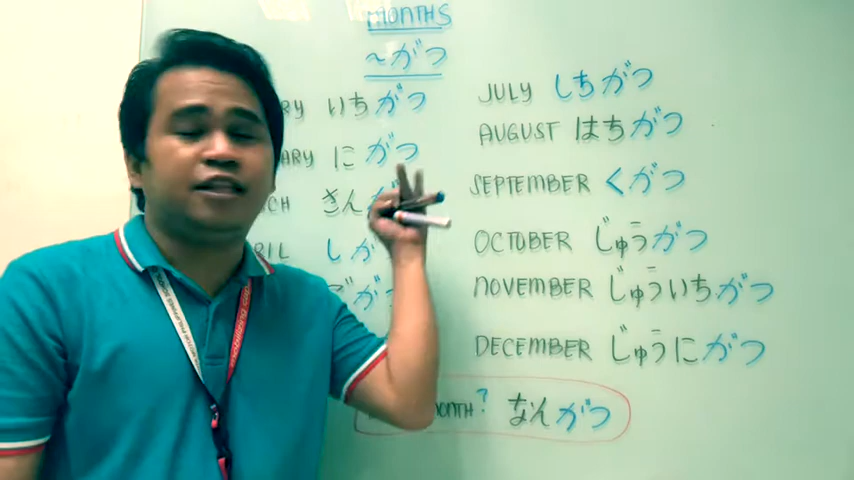 MONTHS
~がつ
RY いちがつ
ARY にがつ
CH さんが
RIL しが
JULY しちがつ
AUGUST はちがつ
SEPTEMBER くがつ
OCTOBER じゅうがつ
NOVEMBER じゅういちがつ
DECEMBER じゅうにがつ
MONTH? なんがつ